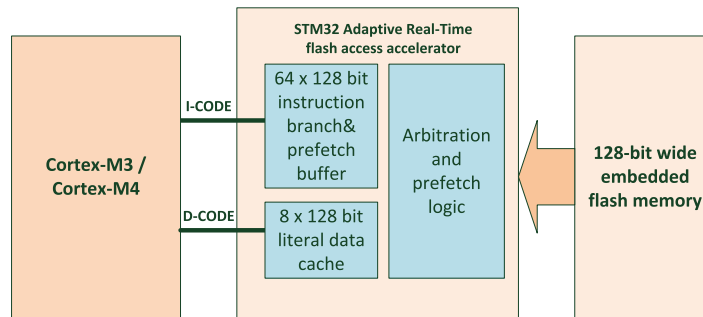 STM32 Adaptive Real-Time
flash access accelerator
64 x 128 bit
instruction
branch&
prefetch
buffer
I-CODE
Arbitration
and
prefetch
logic
Cortex-M3 /
Cortex-M4
128-bit wide
embedded
flash memory
D-CODE
8 x 128 bit
literal data
cache